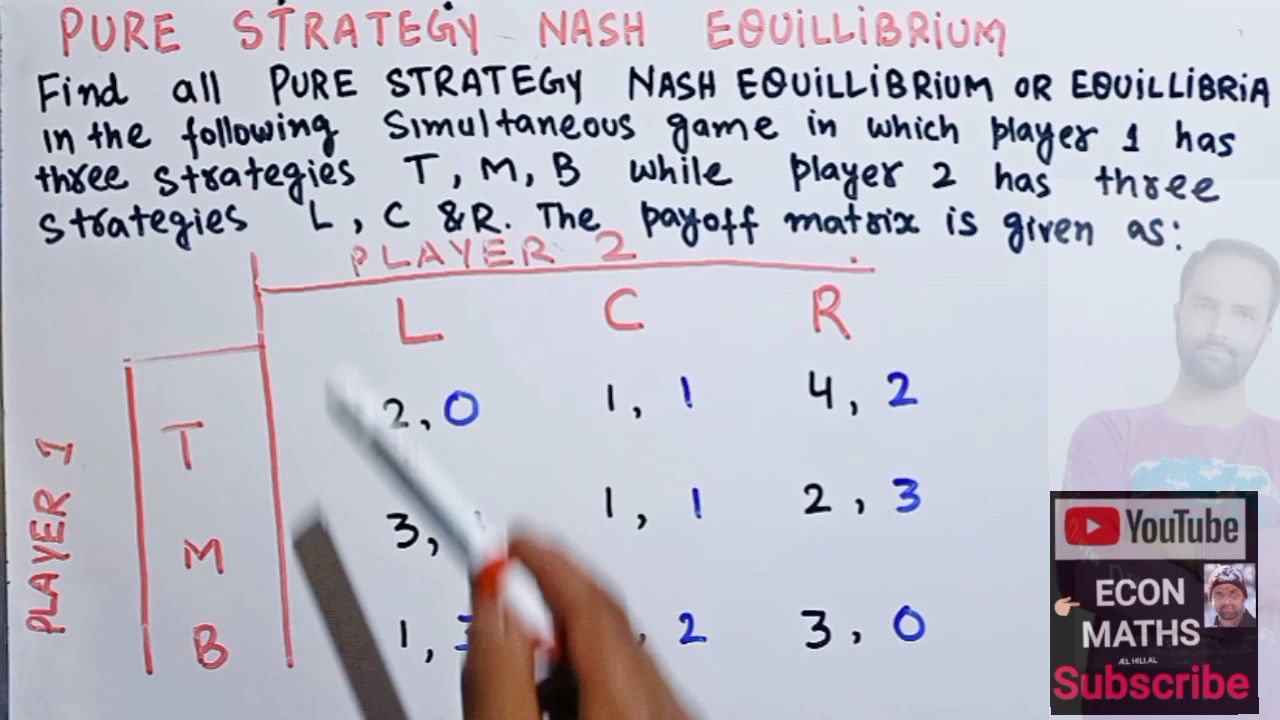 PURE STRATEGY NASH EQUILLIBRIUM
Find all PURE STRATEGY NASH EQUILLIBRIUM OR EQUILLIBRIA
in the following Simultaneous game in which player 1 has
three strategies T, M, B while player 2 has three
strategies L, C & R. The payoff matrix is given as:
PLAYER 2
L C R
PLAYER 1
T 2, 0 1, 1 4, 2
M 3, 1, 1 2, 3
B 1, , 2 3, 0
YouTube
ECON
MATHS
ÆL HILLAL
Subscribe